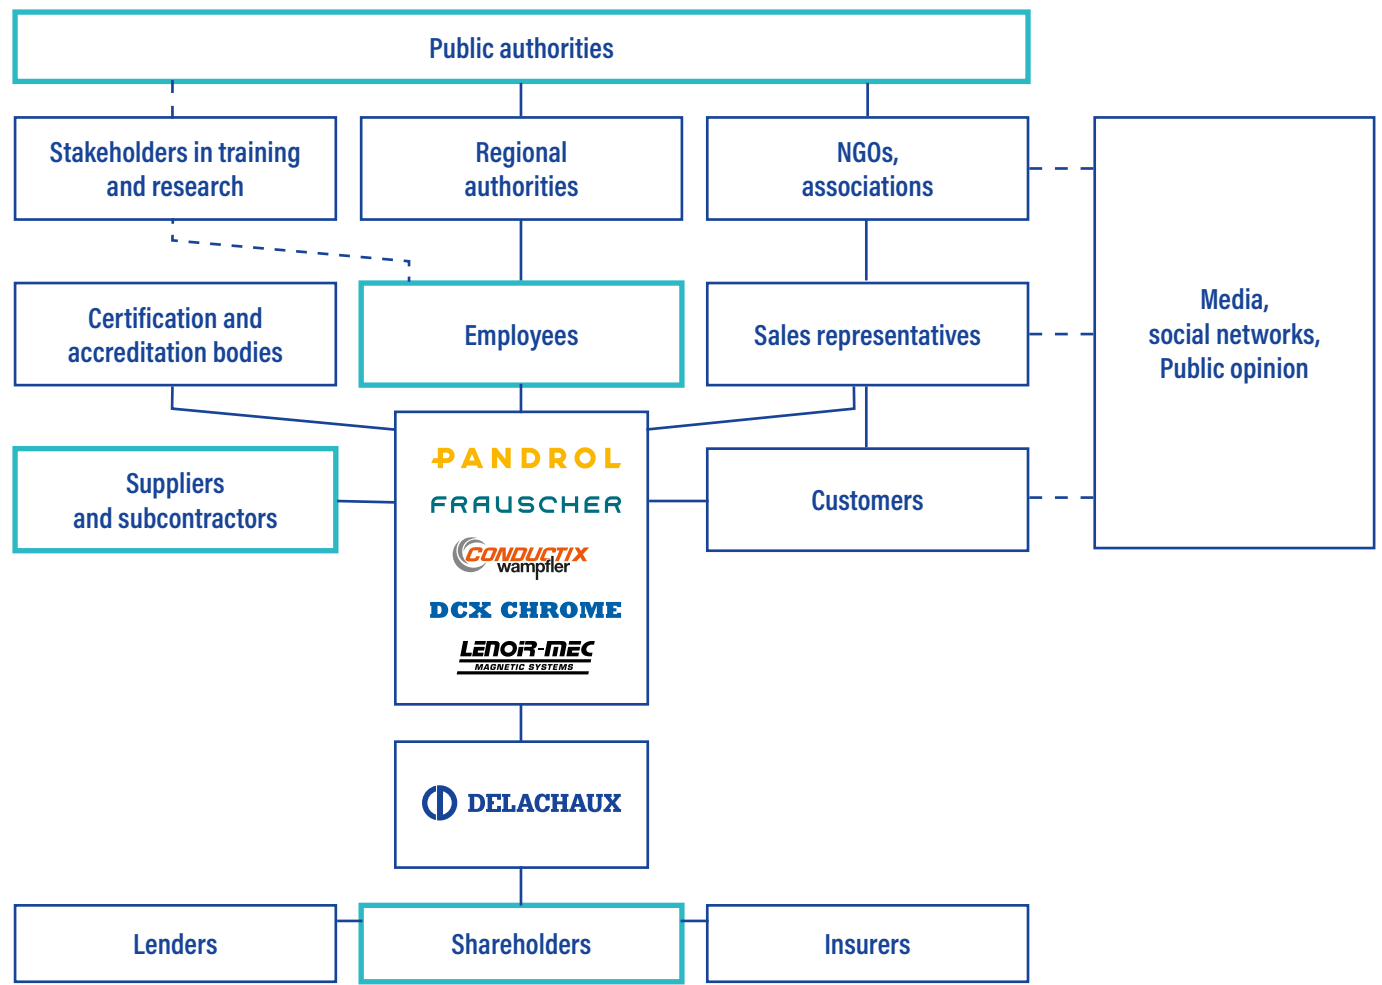 Public authorities
Stakeholders in training
and research
Regional
authorities
NGOs,
associations
Media,
social networks,
Public opinion
Certification and
accreditation bodies
Employees
Sales representatives
Suppliers
and subcontractors
PANDROL
FRAUSCHER
CONDUCTIX
wampfler
DCX CHROME
LENOIR-MEC
MAGNETIC SYSTEMS
Customers
DELACHAUX
Lenders
Shareholders
Insurers